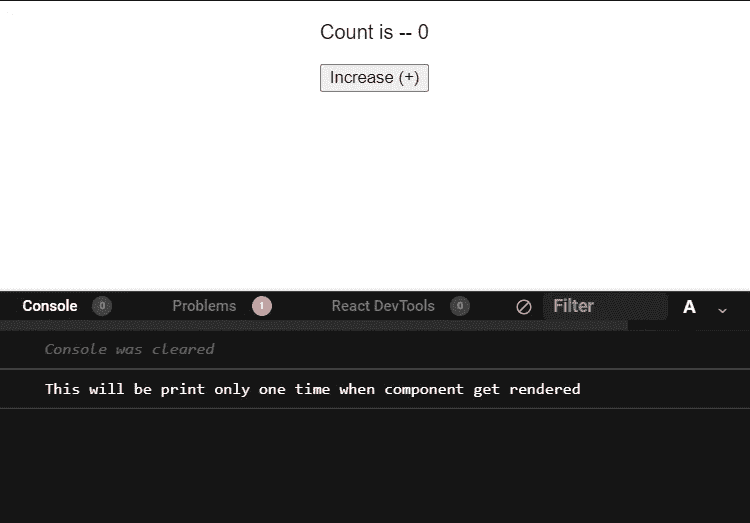 Count is -- 0
Increase (+)
Console 0 Problems 1 React DevTools 0 Filter A
Console was cleared
This will be print only one time when component get rendered